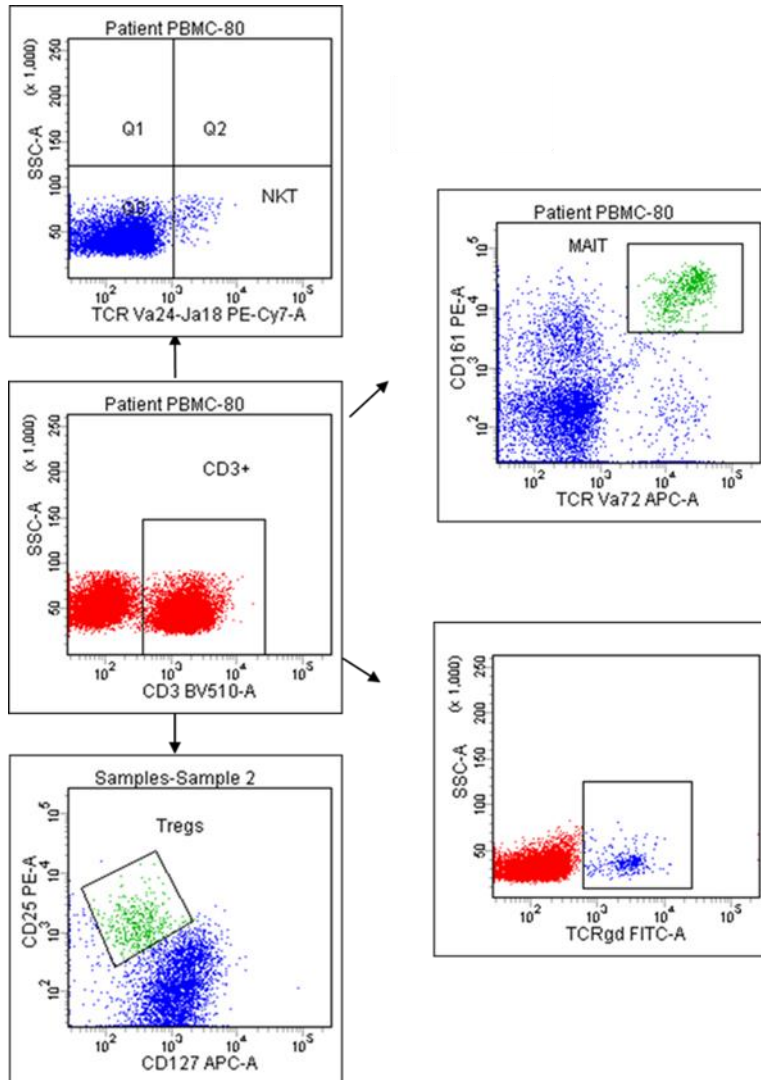 Patient PBMC-80
(x 1,000)
SSC-A
250
200
150
100
50
Q1
Q2
NKT
10² 10³ 10⁴ 10⁵
TCR Va24-Ja18 PE-Cy7-A
Patient PBMC-80
MAIT
CD161 PE-A
10⁵
10⁴
10³
10²
10² 10³ 10⁴ 10⁵
TCR Va72 APC-A
Patient PBMC-80
(x 1,000)
SSC-A
250
200
150
100
50
CD3+
10² 10³ 10⁴ 10⁵
CD3 BV510-A
(x 1,000)
SSC-A
250
200
150
100
50
10² 10³ 10⁴ 10⁵
TCRgd FITC-A
Samples-Sample 2
Tregs
CD25 PE-A
10⁵
10⁴
10³
10²
10² 10³ 10⁴ 10⁵
CD127 APC-A